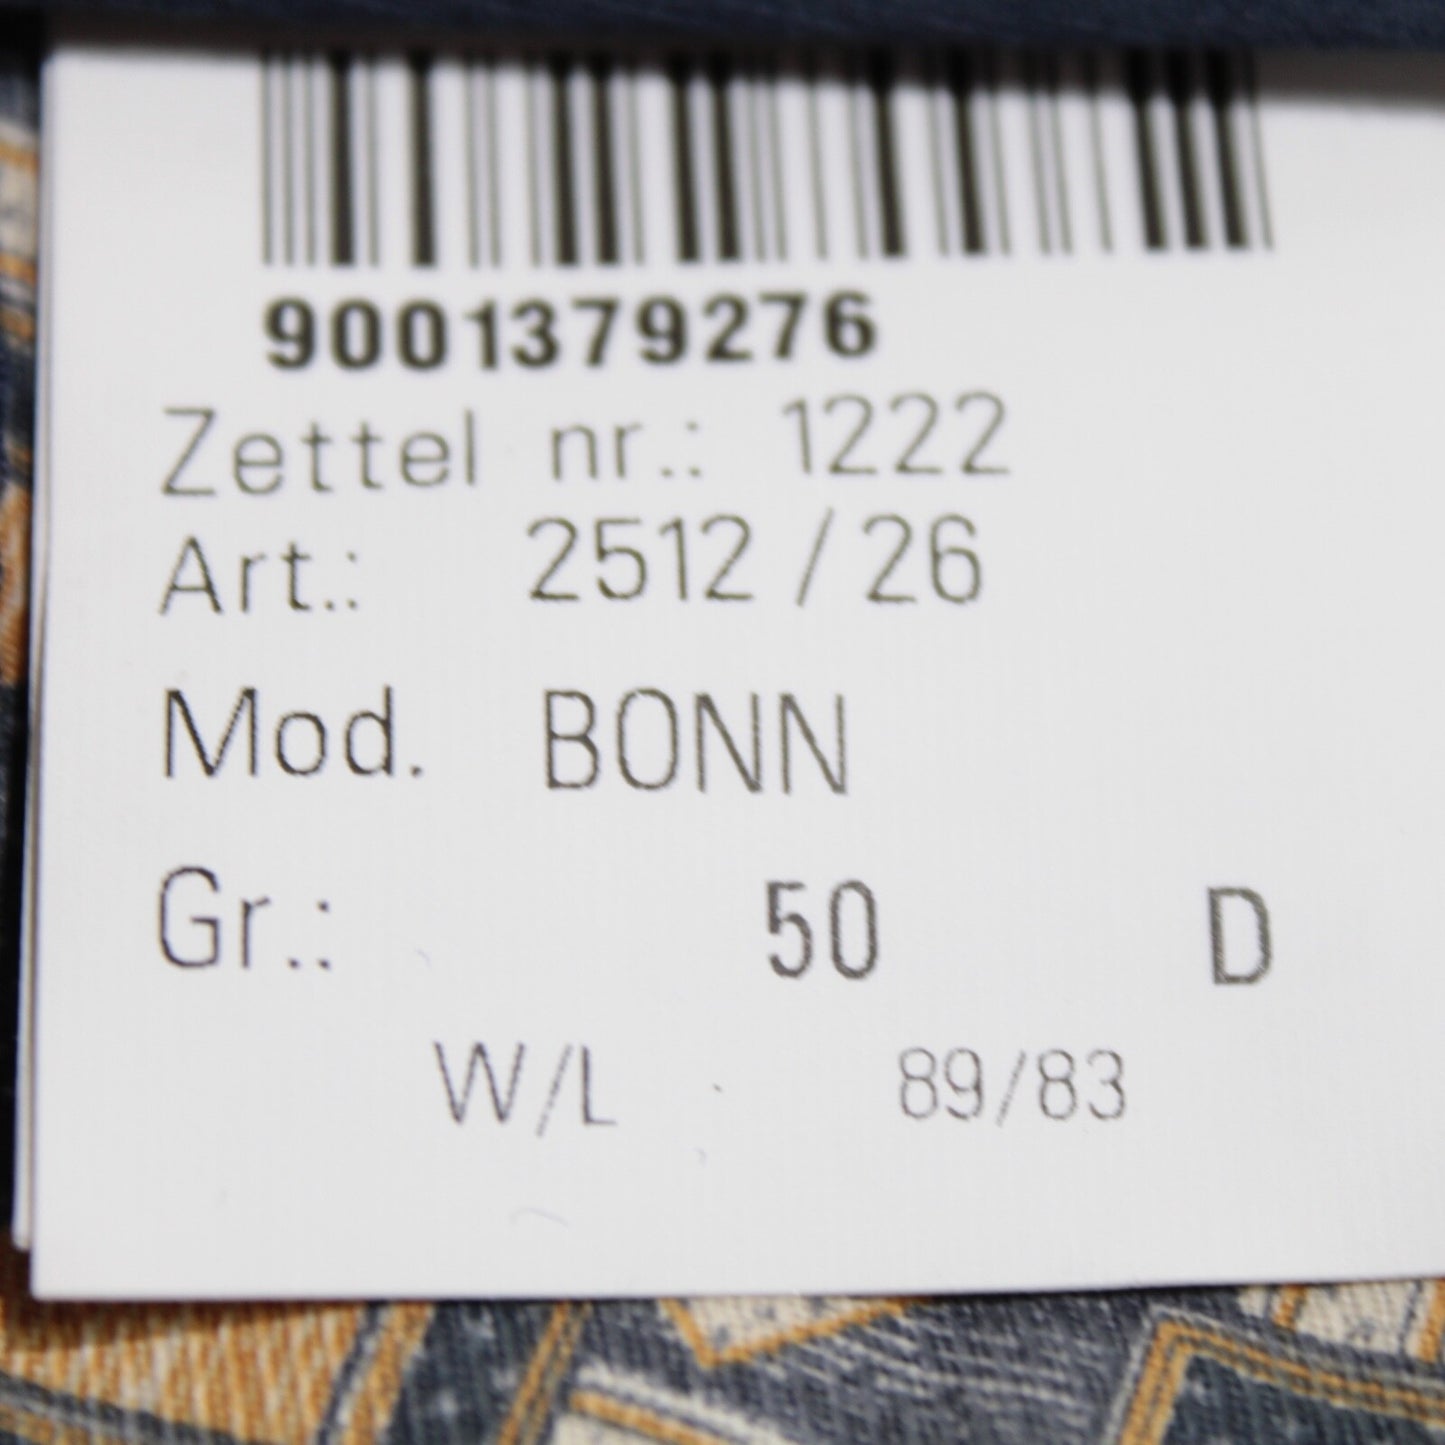 9001379276
Zettel nr.: 1222
Art.: 2512 / 26
Mod. BONN
Gr.: 50 D
W/L 89/83